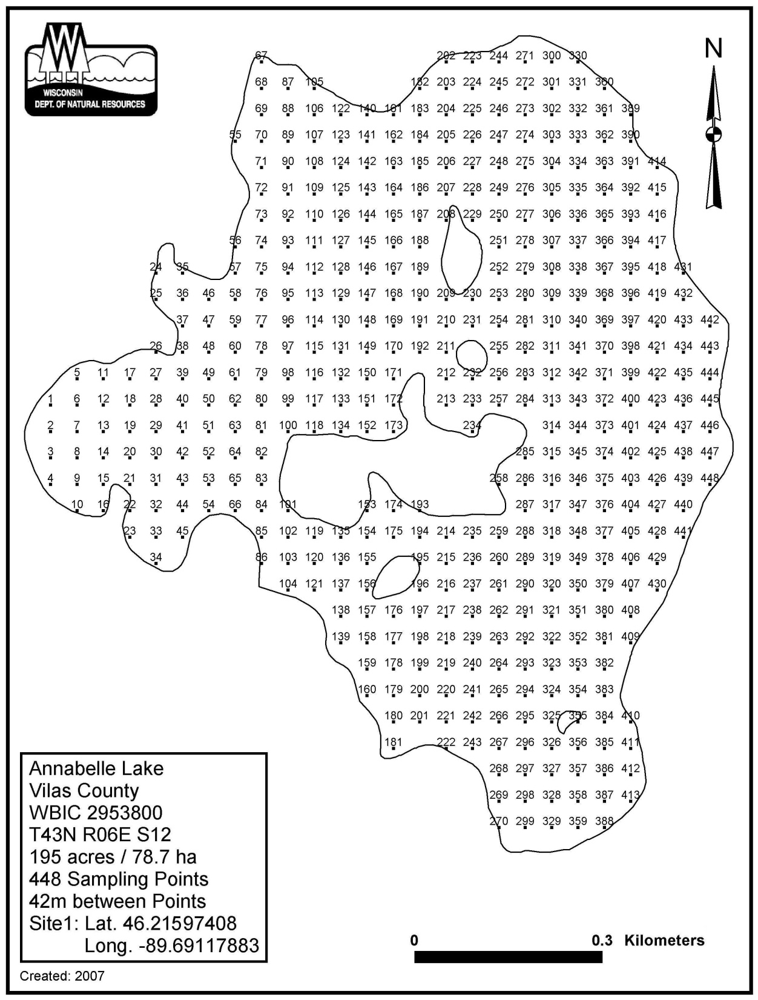 N
WISCONSIN
DEPT. OF NATURAL RESOURCES
67 202 223 244 271 300 330
68 87 105 182 203 224 245 272 301 331 360
69 88 106 122 140 161 183 204 225 246 273 302 332 361 389
55 70 89 107 123 141 162 184 205 226 247 274 303 333 362 390
71 90 108 124 142 163 185 206 227 248 275 304 334 363 391 414
72 91 109 125 143 164 186 207 228 249 276 305 335 364 392 415
73 92 110 126 144 165 187 208 229 250 277 306 336 365 393 416
56 74 93 111 127 145 166 188 251 278 307 337 366 394 417
24 35 57 75 94 112 128 146 167 189 252 279 308 338 367 395 418 431
25 36 46 58 76 95 113 129 147 168 190 209 230 253 280 309 339 368 396 419 432
37 47 59 77 96 114 130 148 169 191 210 231 254 281 310 340 369 397 420 433 442
26 38 48 60 78 97 115 131 149 170 192 211 255 282 311 341 370 398 421 434 443
5 11 17 27 39 49 61 79 98 116 132 150 171 212 232 256 283 312 342 371 399 422 435 444
1 6 12 18 28 40 50 62 80 99 117 133 151 172 213 233 257 284 313 343 372 400 423 436 445
2 7 13 19 29 41 51 63 81 100 118 134 152 173 234 314 344 373 401 424 437 446
3 8 14 20 30 42 52 64 82 285 315 345 374 402 425 438 447
4 9 15 21 31 43 53 65 83 258 286 316 346 375 403 426 439 448
10 16 22 32 44 54 66 84 101 153 174 193 287 317 347 376 404 427 440
23 33 45 85 102 119 135 154 175 194 214 235 259 288 318 348 377 405 428 441
34 86 103 120 136 155 195 215 236 260 289 319 349 378 406 429
104 121 137 156 196 216 237 261 290 320 350 379 407 430
138 157 176 197 217 238 262 291 321 351 380 408
139 158 177 198 218 239 263 292 322 352 381 409
159 178 199 219 240 264 293 323 353 382
160 179 200 220 241 265 294 324 354 383
180 201 221 242 266 295 325 355 384 410
181 222 243 267 296 326 356 385 411
268 297 327 357 386 412
269 298 328 358 387 413
270 299 329 359 388
Annabelle Lake
Vilas County
WBIC 2953800
T43N R06E S12
195 acres / 78.7 ha
448 Sampling Points
42m between Points
Site1: Lat. 46.21597408
Long. -89.69117883
0 0.3 Kilometers
Created: 2007